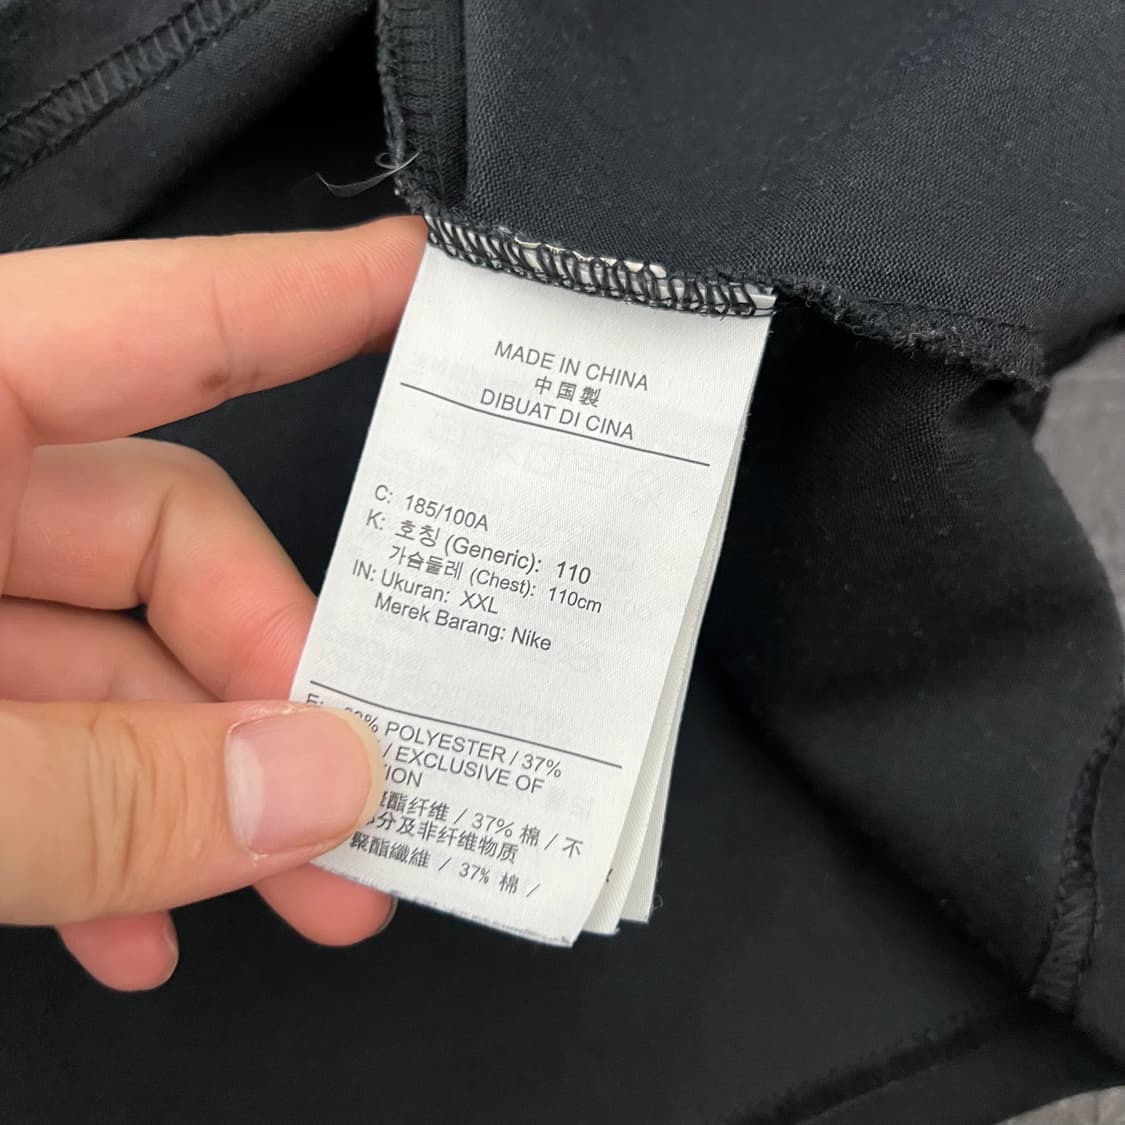 MADE IN CHINA
中国製
DIBUAT DI CINA
C: 185/100A
K: 호칭 (Generic): 110
가슴둘레 (Chest): 110cm
IN: Ukuran: XXL
Merek Barang: Nike
% POLYESTER / 37%
/ EXCLUSIVE OF
酯纤维 / 37% 棉 / 不
分及非纤维物质
聚酯纖維 / 37% 棉 /